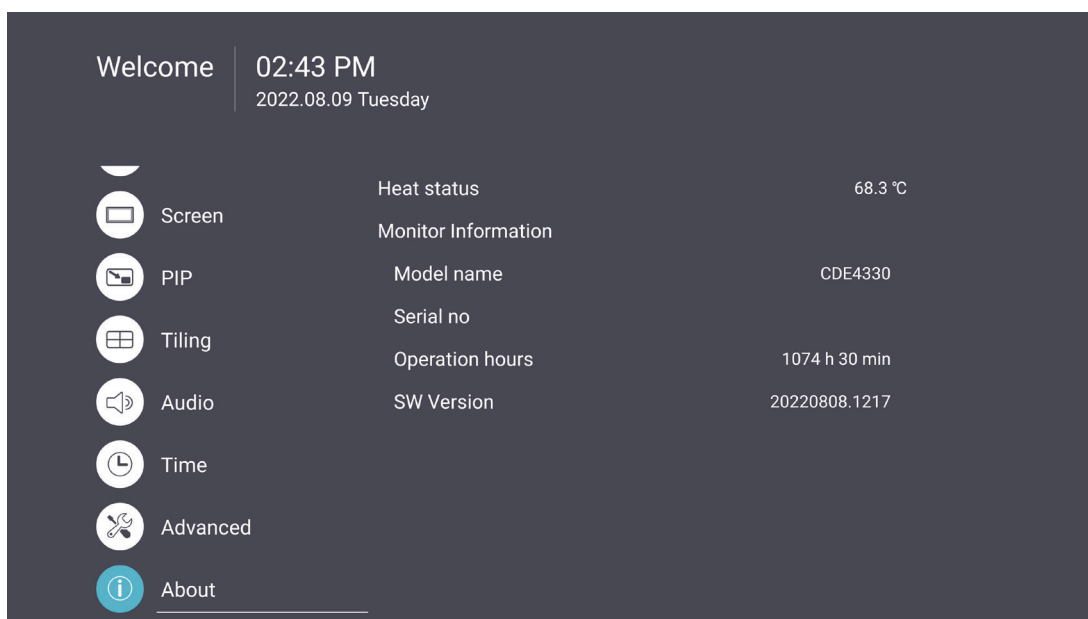 Welcome
02:43 PM
2022.08.09 Tuesday
Screen
PIP
Tiling
Audio
Time
Advanced
About
Heat status 68.3 ℃
Monitor Information
Model name CDE4330
Serial no
Operation hours 1074 h 30 min
SW Version 20220808.1217